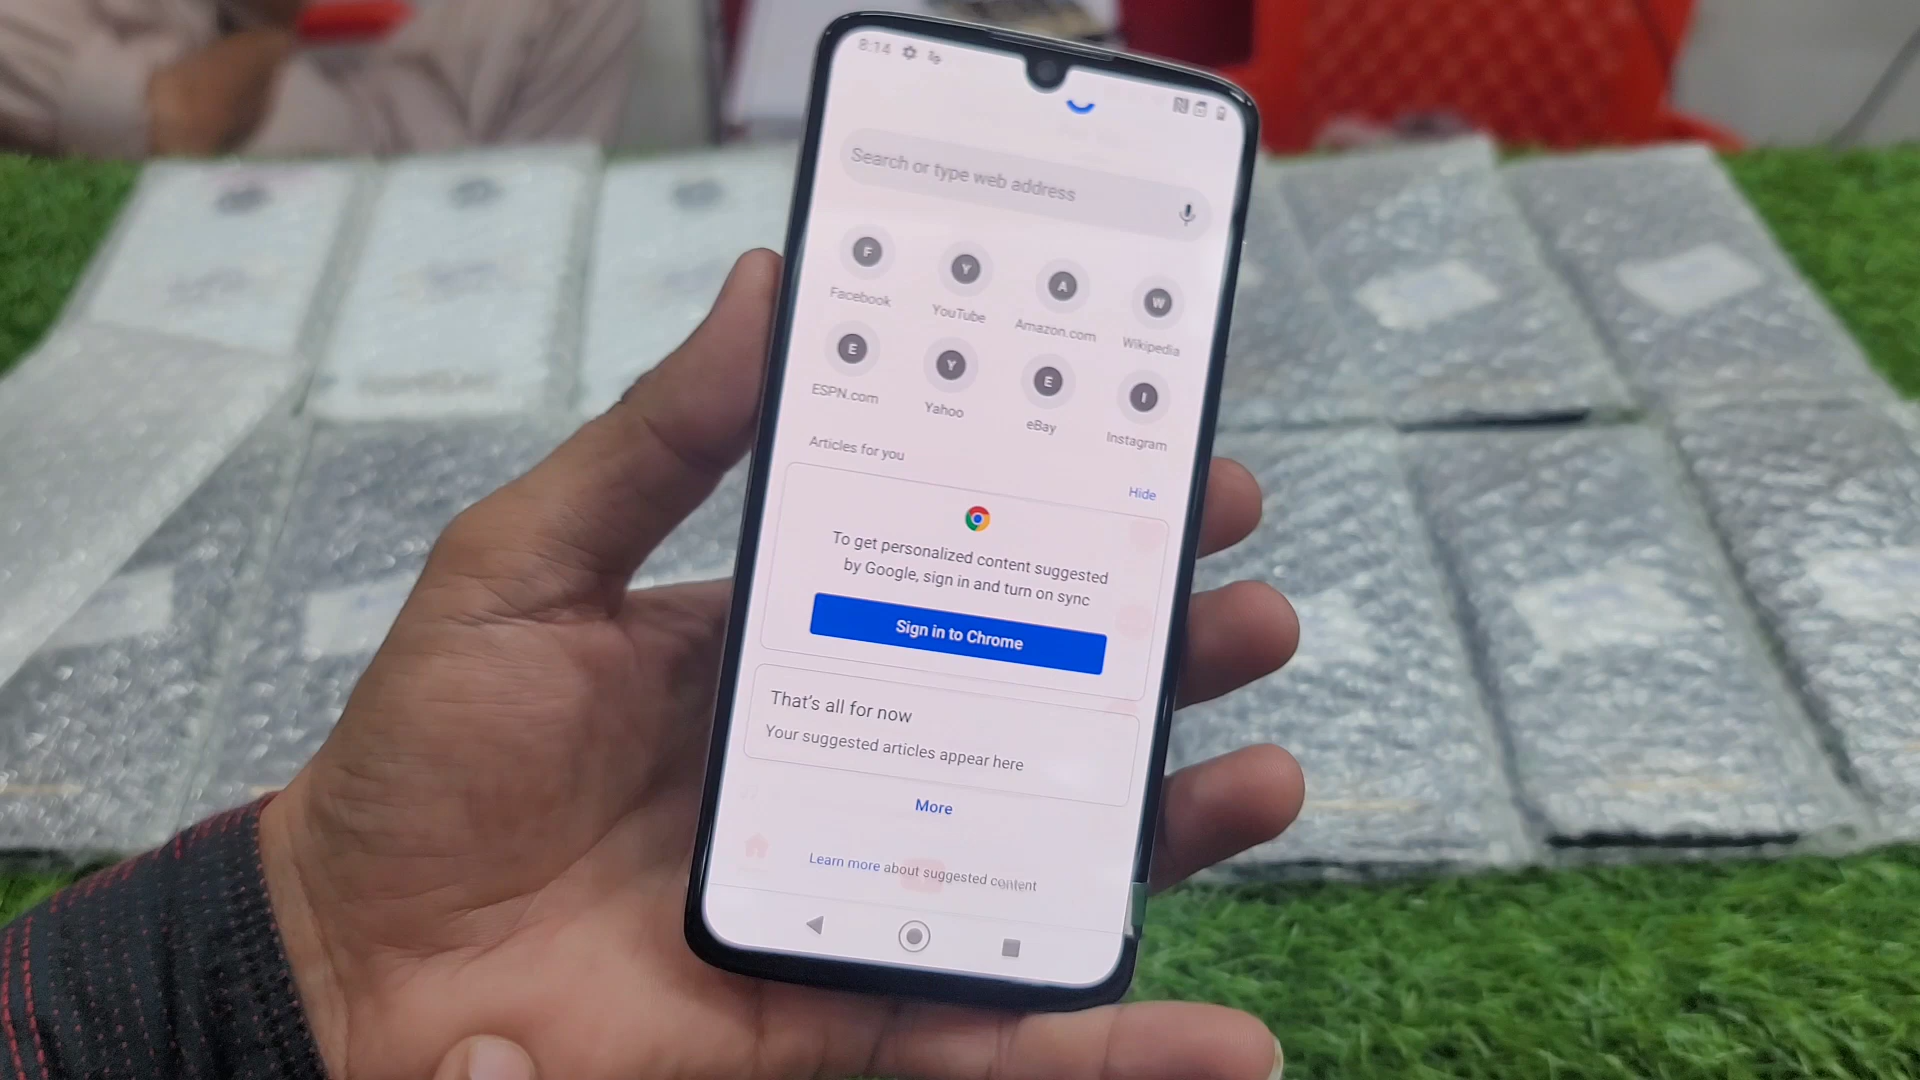 8:14
Search or type web address
F
Y
A
W
Facebook
YouTube
Amazon.com
Wikipedia
E
Y
E
I
ESPN.com
Yahoo
eBay
Instagram
Articles for you
Hide
To get personalized content suggested
by Google, sign in and turn on sync
Sign in to Chrome
That's all for now
Your suggested articles appear here
More
Learn more about suggested content